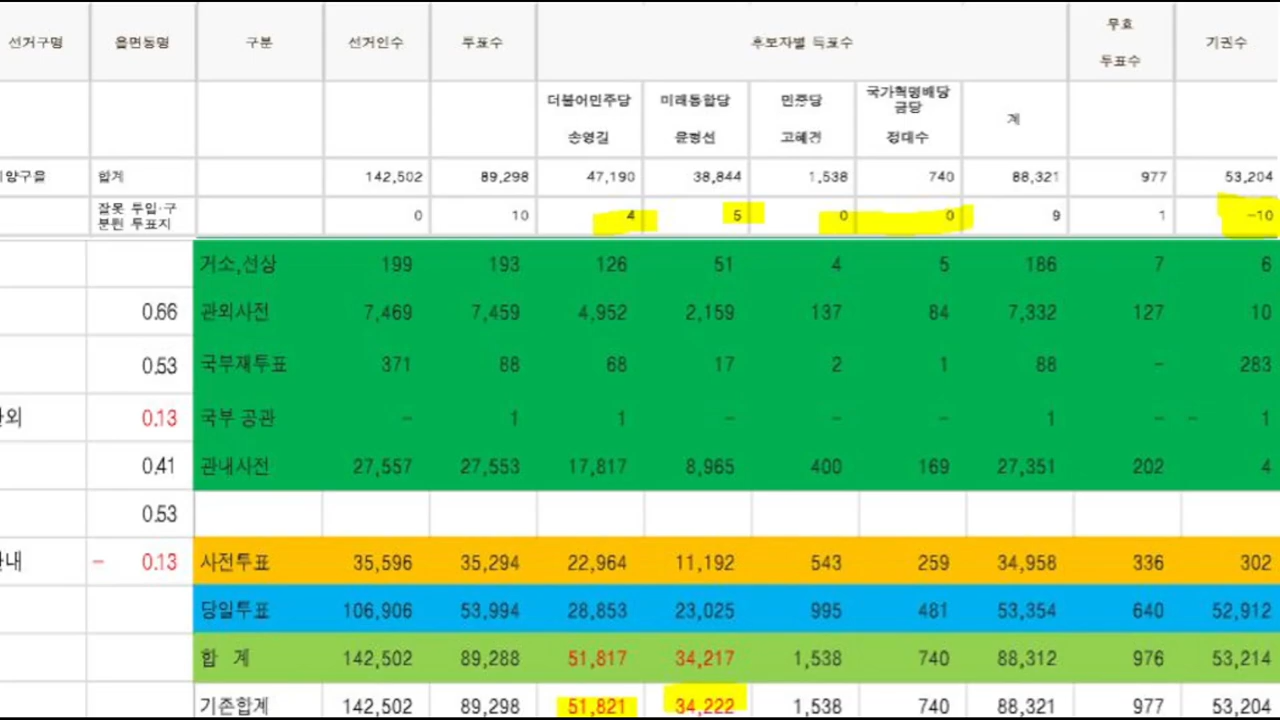 선거구명 읍면동명 구분 선거인수 투표수 후보자별 득표수 무효 투표수 기권수
더불어민주당 송영길 미래통합당 윤형선 민중당 고혜경 국가혁명배당금당 정대수 계
양구을 합계 142,502 89,298 47,190 38,844 1,538 740 88,321 977 53,204
잘못 투입·구분된 투표지 0 10 4 5 0 0 9 1 -10
거소,선상 199 193 126 51 4 5 186 7 6
0.66 관외사전 7,469 7,459 4,952 2,159 137 84 7,332 127 10
0.53 국부재투표 371 88 68 17 2 1 88 - 283
외 0.13 국부 공관 - 1 1 - - - 1 - - 1
0.41 관내사전 27,557 27,553 17,817 8,965 400 169 27,351 202 4
0.53
내 - 0.13 사전투표 35,596 35,294 22,964 11,192 543 259 34,958 336 302
당일투표 106,906 53,994 28,853 23,025 995 481 53,354 640 52,912
합 계 142,502 89,288 51,817 34,217 1,538 740 88,312 976 53,214
기존합계 142,502 89,298 51,821 34,222 1,538 740 88,321 977 53,204